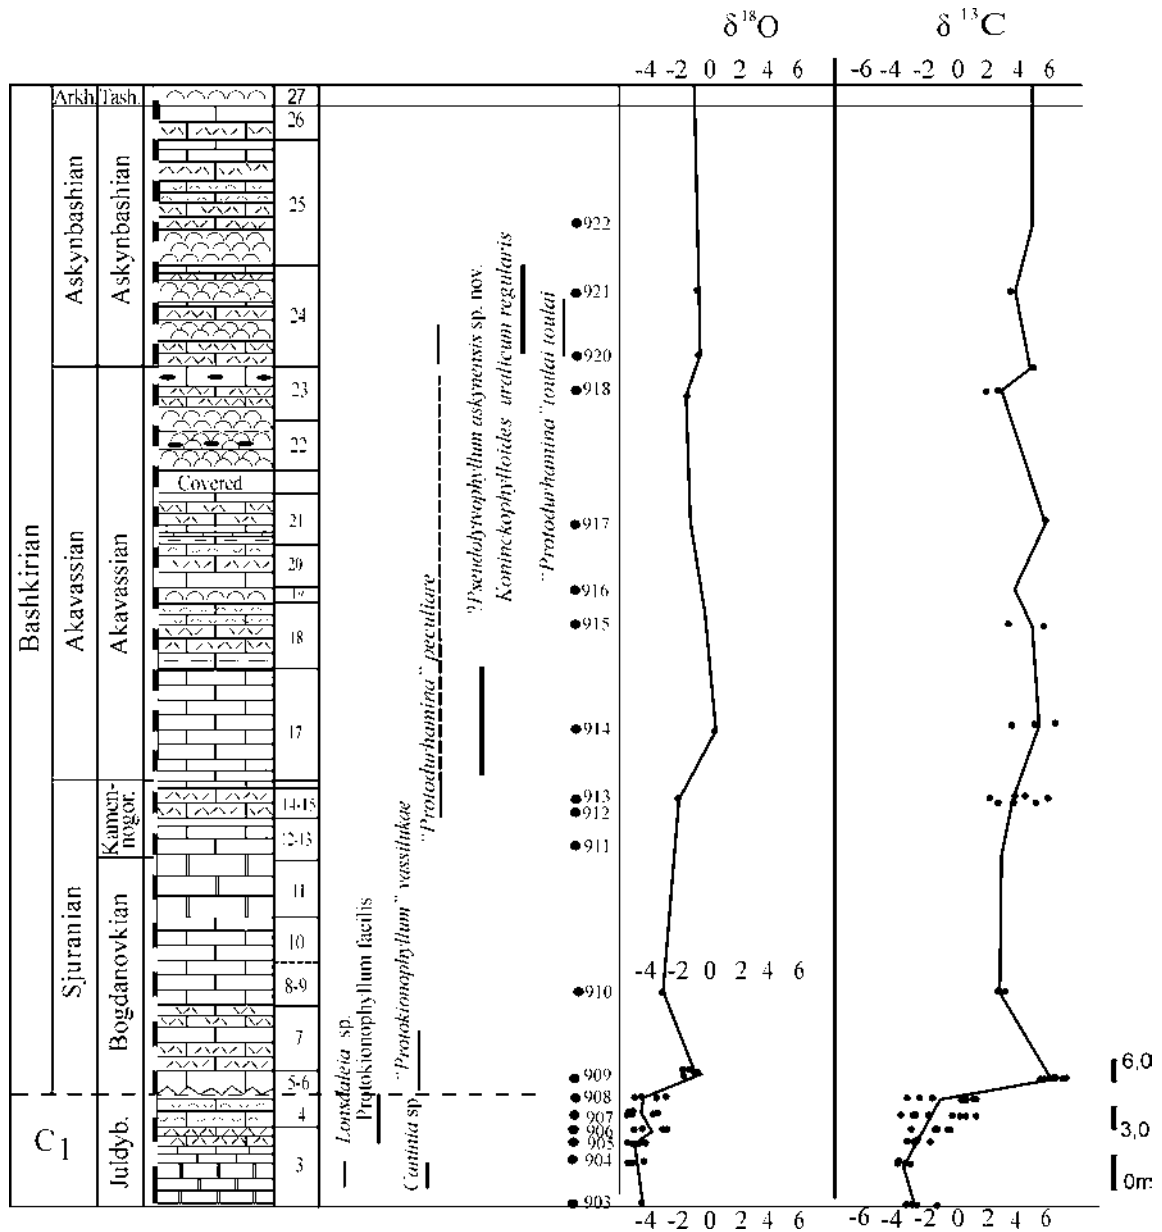 δ¹⁸O
δ¹³C
-4 -2 0 2 4 6
-6 -4 -2 0 2 4 6
Arkh.
Tash.
27
26
25
24
23
22
21
20
18
17
14-15
12-13
11
10
8-9
7
5-6
4
3
Covered
Bashkirian
C1
Askynbashian
Akavassian
Sjuranian
Askynbashian
Akavassian
Kamen-
nogor.
Bogdanovkian
Juldyb.
Lonsdaleia sp.
Protokionophyllum facilis
Caninia sp.
"Protokionophyllum" vassilukae
"Protodurhamina" peculiare
"Pseudolytvophyllum askynensis sp. nov.
Koninckophylloides uralicum regularis
"Protodurhamina" toulai toulai
922
921
920
918
917
916
915
914
913
912
911
910
909
908
907
906
905
904
903
-4 -2 0 2 4 6
6,0
3,0
0m
-4 -2 0 2 4 6
-6 -4 -2 0 2 4 6